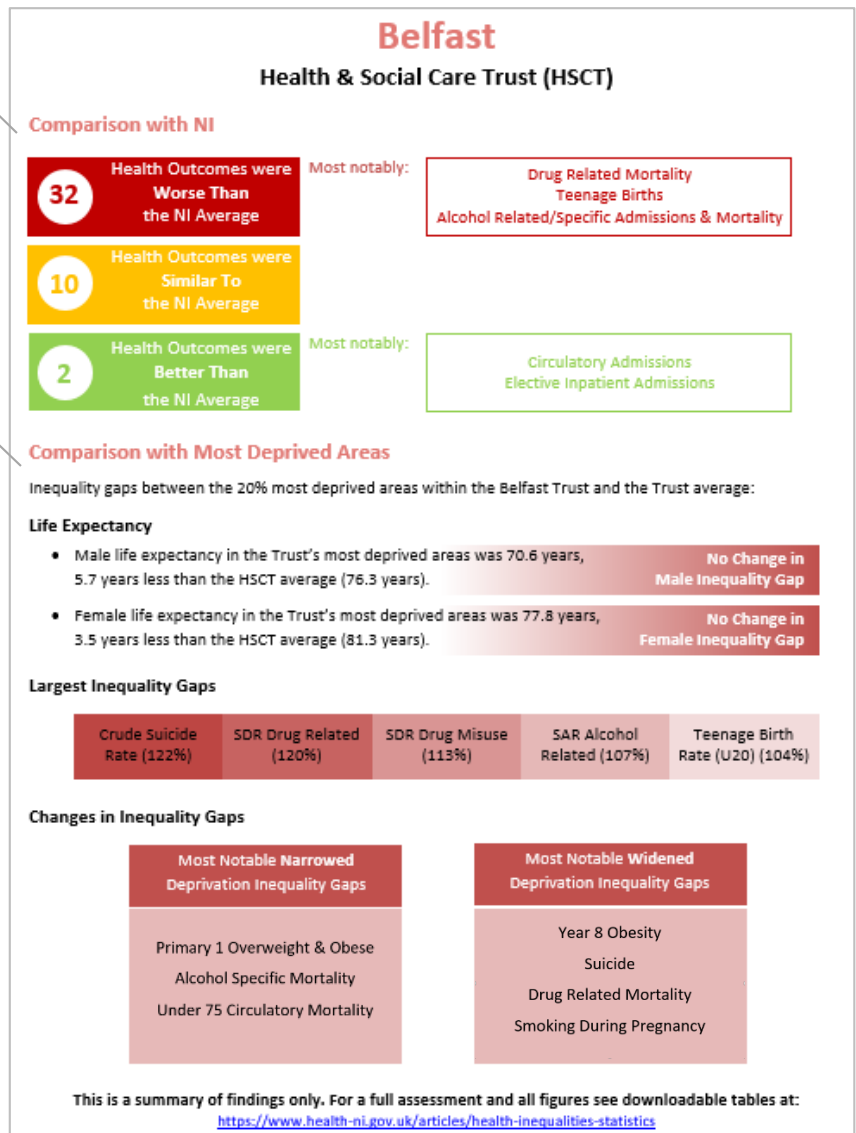 Belfast
Health & Social Care Trust (HSCT)
Comparison with NI
32
Health Outcomes were
Worse Than
the NI Average
Most notably:
Drug Related Mortality
Teenage Births
Alcohol Related/Specific Admissions & Mortality
10
Health Outcomes were
Similar To
the NI Average
2
Health Outcomes were
Better Than
the NI Average
Most notably:
Circulatory Admissions
Elective Inpatient Admissions
Comparison with Most Deprived Areas
Inequality gaps between the 20% most deprived areas within the Belfast Trust and the Trust average:
Life Expectancy
• Male life expectancy in the Trust's most deprived areas was 70.6 years,
5.7 years less than the HSCT average (76.3 years).
No Change in
Male Inequality Gap
• Female life expectancy in the Trust's most deprived areas was 77.8 years,
3.5 years less than the HSCT average (81.3 years).
No Change in
Female Inequality Gap
Largest Inequality Gaps
Crude Suicide
Rate (122%)
SDR Drug Related
(120%)
SDR Drug Misuse
(113%)
SAR Alcohol
Related (107%)
Teenage Birth
Rate (U20) (104%)
Changes in Inequality Gaps
Most Notable Narrowed
Deprivation Inequality Gaps
Primary 1 Overweight & Obese
Alcohol Specific Mortality
Under 75 Circulatory Mortality
Most Notable Widened
Deprivation Inequality Gaps
Year 8 Obesity
Suicide
Drug Related Mortality
Smoking During Pregnancy
This is a summary of findings only. For a full assessment and all figures see downloadable tables at:
https://www.health-ni.gov.uk/articles/health-inequalities-statistics